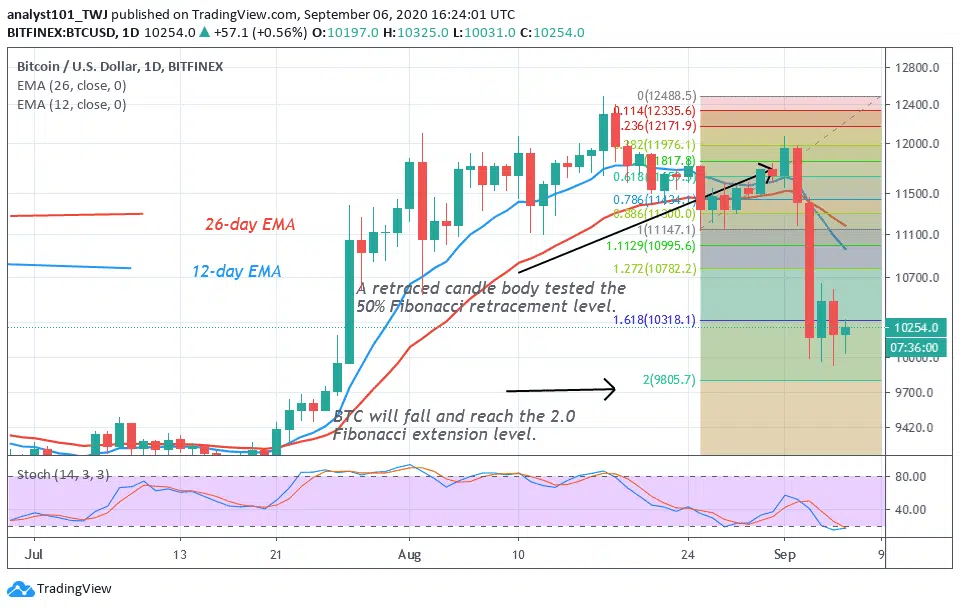 analyst101_TWJ published on TradingView.com, September 06, 2020 16:24:01 UTC
BITFINEX:BTCUSD, 1D 10254.0 ▲ +57.1 (+0.56%) O:10197.0 H:10325.0 L:10031.0 C:10254.0
Bitcoin / U.S. Dollar, 1D, BITFINEX
EMA (26, close, 0)
EMA (12, close, 0)
26-day EMA
12-day EMA
0(12488.5)
0.114(12335.6)
.236(12171.9)
.382(11976.1)
(11817.8)
0.618
0.786
0.886(11300.0)
1(11147.1)
1.1129(10995.6)
1.272(10782.2)
1.618(10318.1)
2(9805.7)
A retraced candle body tested the
50% Fibonacci retracement level.
BTC will fall and reach the 2.0
Fibonacci extension level.
12800.0
12400.0
12000.0
11500.0
11100.0
10700.0
10254.0
07:36:00
10000.0
9700.0
9420.0
Stoch (14, 3, 3)
80.00
40.00
Jul
13
21
Aug
10
24
Sep
9
TradingView